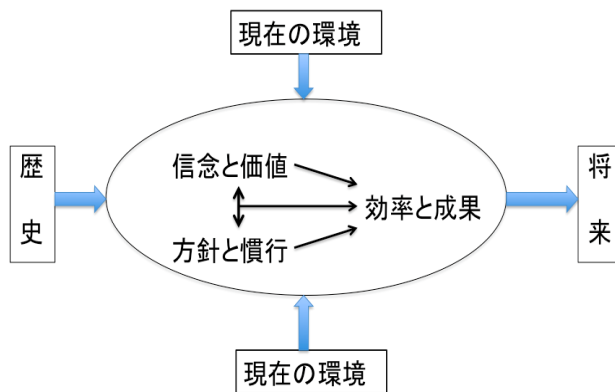 現在の環境
歴史
信念と価値
効率と成果
方針と慣行
将来
現在の環境